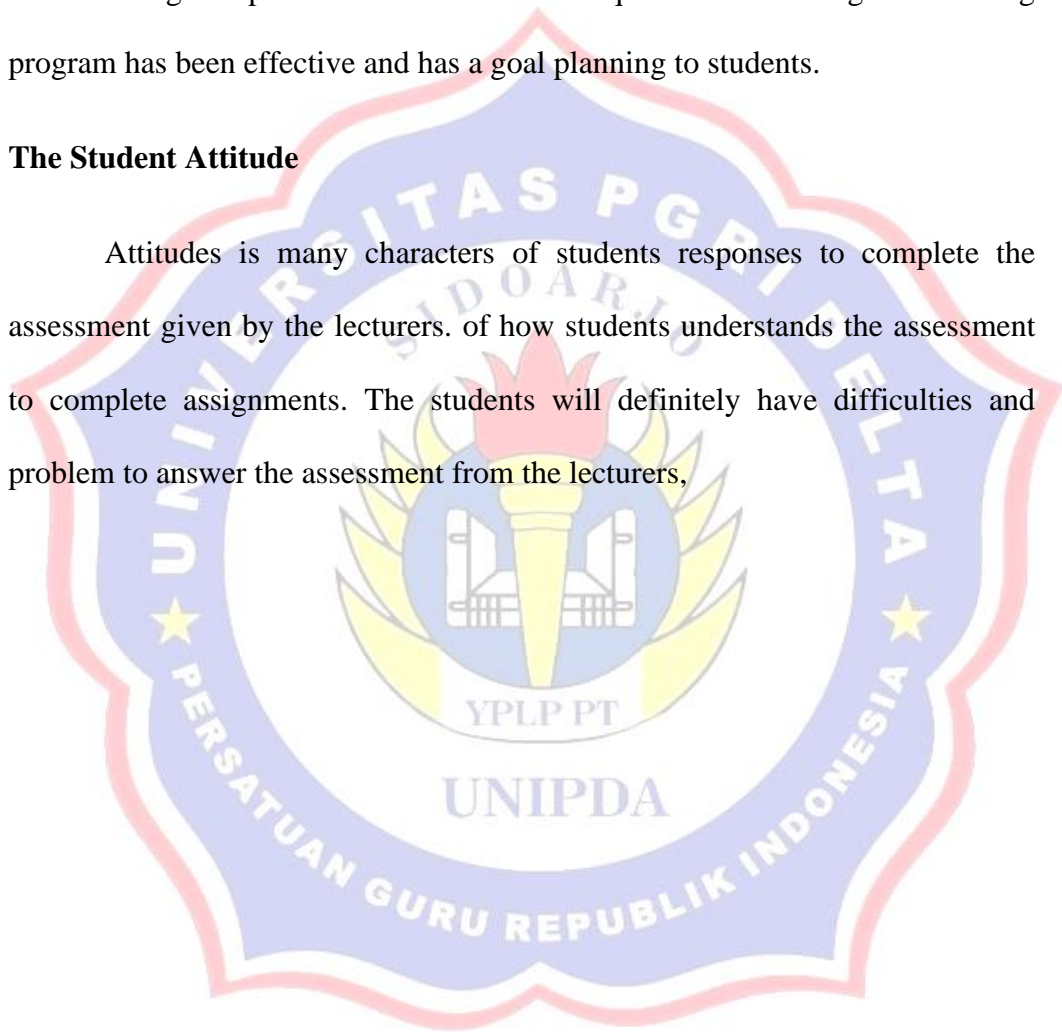 program has been effective and has a goal planning to students.
The Student Attitude
Attitudes is many characters of students responses to complete the
assessment given by the lecturers. of how students understands the assessment
to complete assignments. The students will definitely have difficulties and
problem to answer the assessment from the lecturers,
UNIVERSITAS PGRI DELTA
SIDOARJO
YPLP PT
UNIPDA
PERSATUAN GURU REPUBLIK INDONESIA